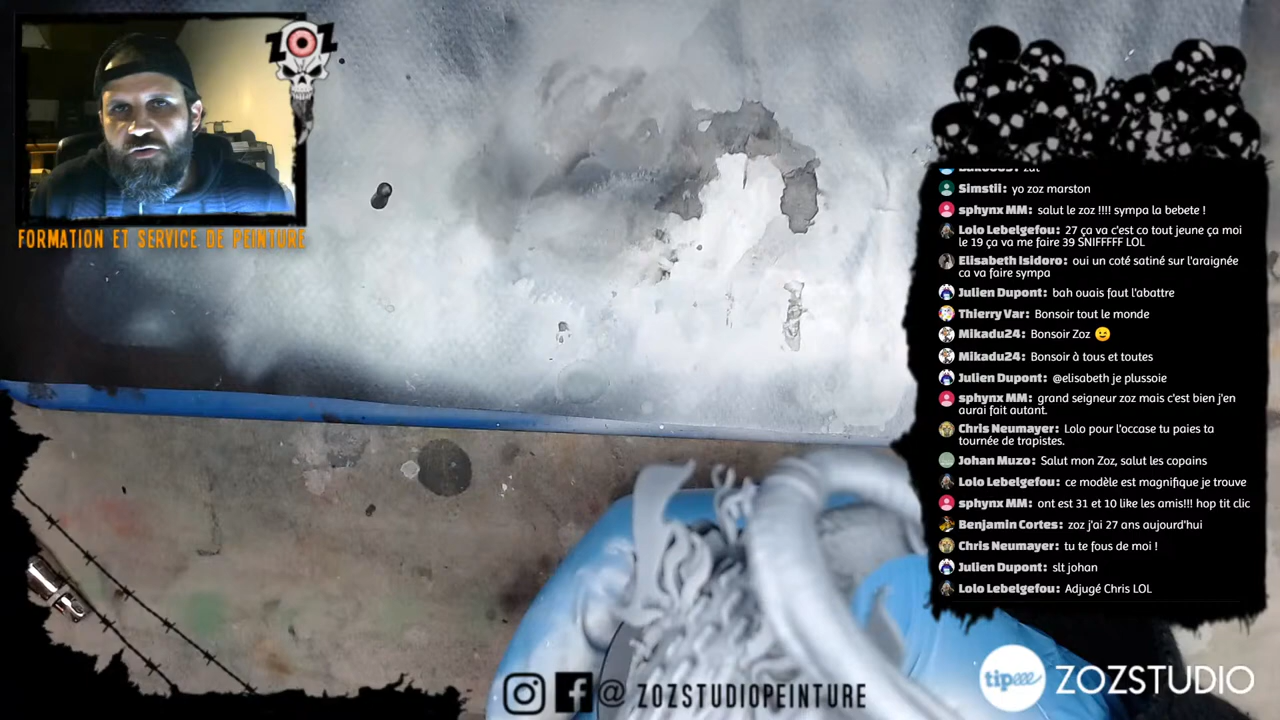 ZOZ
FORMATION ET SERVICE DE PEINTURE
Simstii: yo zoz marston
sphynx MM: salut le zoz !!!! sympa la bebete !
Lolo Lebelgefou: 27 ça va c'est co tout jeune ça moi
le 19 ça va me faire 39 SNIFFFFF LOL
Elisabeth Isidoro: oui un coté satiné sur l'araignée
ca va faire sympa
Julien Dupont: bah ouais faut l'abattre
Thierry Var: Bonsoir tout le monde
Mikadu24: Bonsoir Zoz 😉
Mikadu24: Bonsoir à tous et toutes
Julien Dupont: @elisabeth je plussoie
sphynx MM: grand seigneur zoz mais c'est bien j'en
aurai fait autant.
Chris Neumayer: Lolo pour l'occase tu paies ta
tournée de trapistes.
Johan Muzo: Salut mon Zoz, salut les copains
Lolo Lebelgefou: ce modèle est magnifique je trouve
sphynx MM: ont est 31 et 10 like les amis!!! hop tit clic
Benjamin Cortes: zoz j'ai 27 ans aujourd'hui
Chris Neumayer: tu te fous de moi !
Julien Dupont: slt johan
Lolo Lebelgefou: Adjugé Chris LOL
@ ZOZSTUDIOPEINTURE
tipeee ZOZSTUDIO